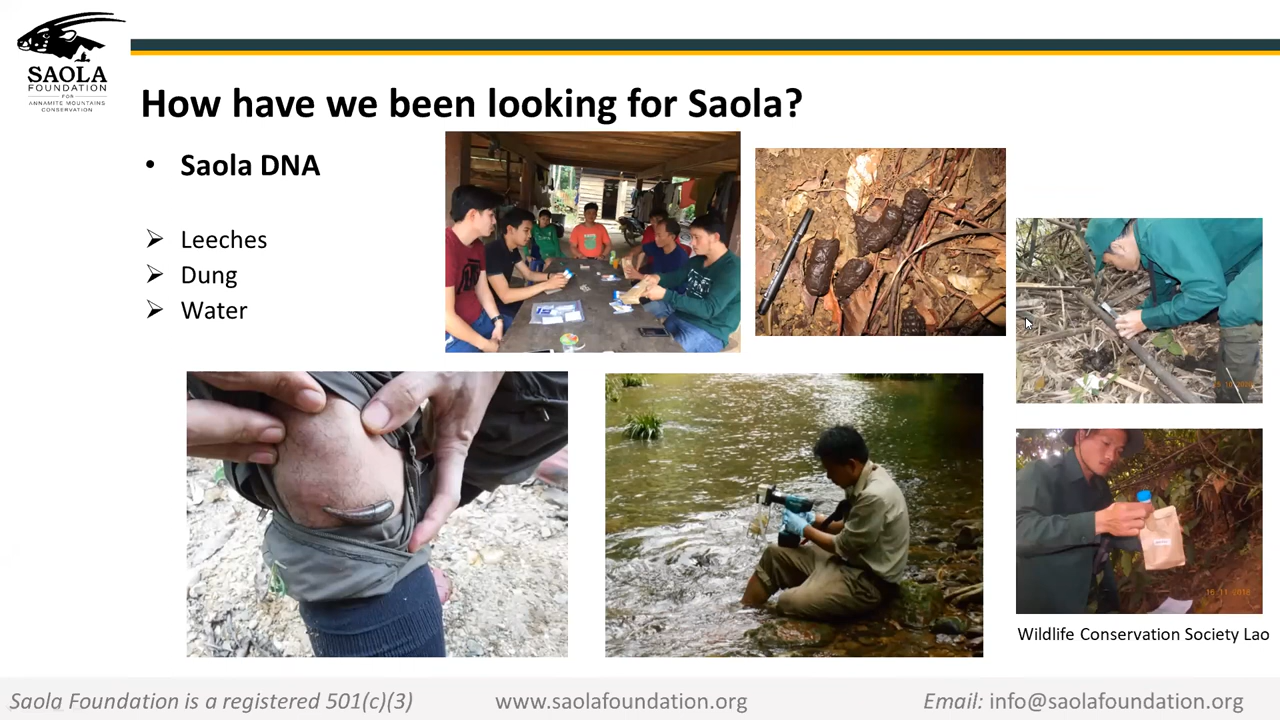 SAOLA
FOUNDATION
FOR
ANNAMITE MOUNTAINS
CONSERVATION
How have we been looking for Saola?
• Saola DNA
➢ Leeches
➢ Dung
➢ Water
Wildlife Conservation Society Lao
Saola Foundation is a registered 501(c)(3)
www.saolafoundation.org
Email: info@saolafoundation.org